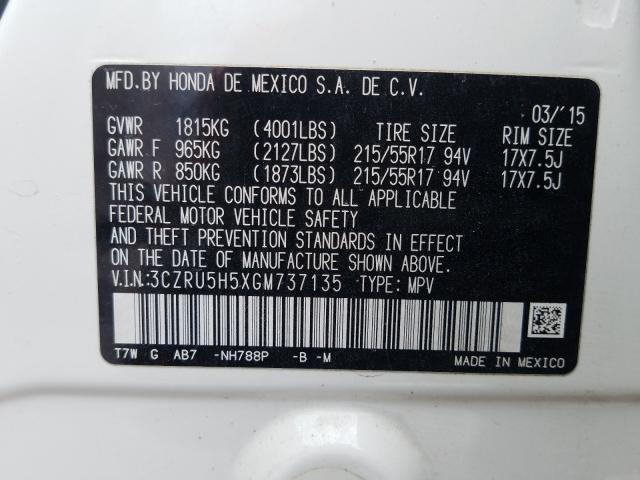 MFD. BY HONDA DE MEXICO S.A. DE C.V.
03/'15
GVWR 1815KG (4001LBS) TIRE SIZE RIM SIZE
GAWR F 965KG (2127LBS) 215/55R17 94V 17X7.5J
GAWR R 850KG (1873LBS) 215/55R17 94V 17X7.5J
THIS VEHICLE CONFORMS TO ALL APPLICABLE
FEDERAL MOTOR VEHICLE SAFETY
AND THEFT PREVENTION STANDARDS IN EFFECT
ON THE DATE OF MANUFACTURE SHOWN ABOVE.
V.I.N:3CZRU5H5XGM737135 TYPE: MPV
T7W G AB7 -NH788P -B -M
MADE IN MEXICO